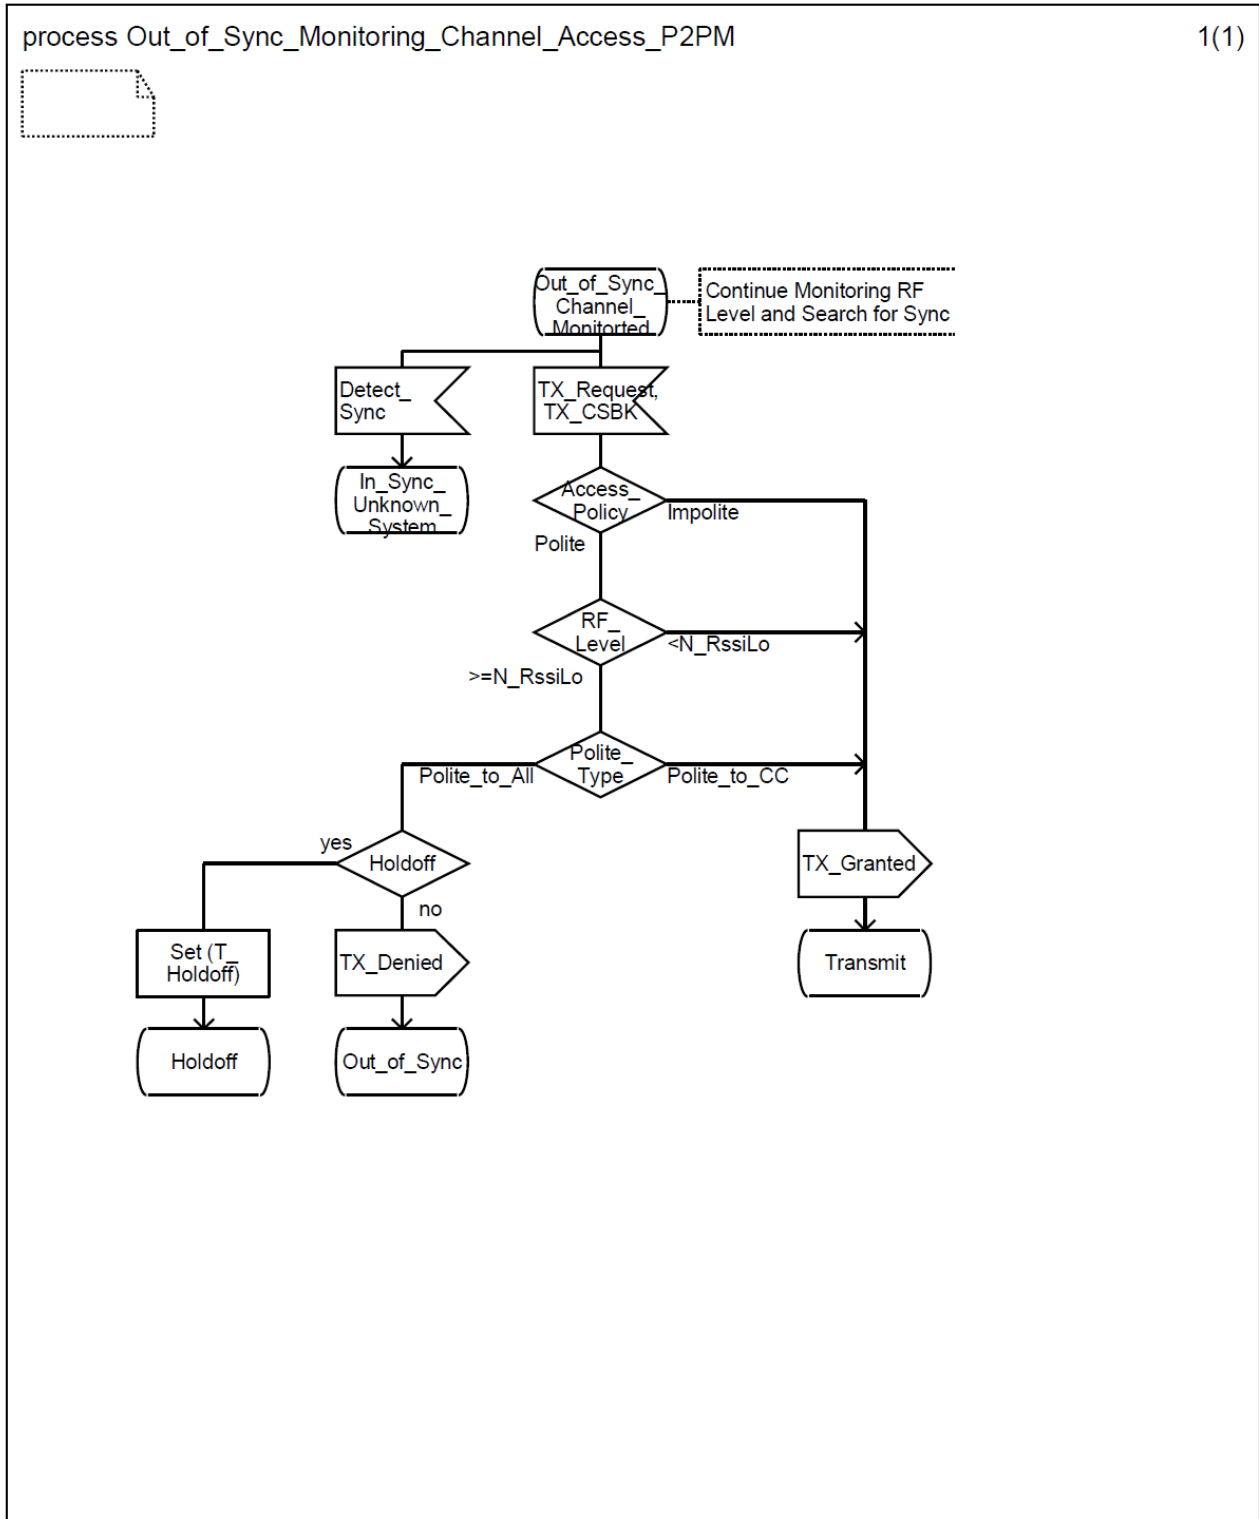 process Out_of_Sync_Monitoring_Channel_Access_P2PM
1(1)
Out_of_Sync_
Channel_
Monitorted
Continue Monitoring RF
Level and Search for Sync
Detect_
Sync
TX_Request,
TX_CSBK
In_Sync_
Unknown_
System
Access_
Policy
Impolite
Polite
RF_
Level
<N_RssiLo
>=N_RssiLo
Polite_
Type
Polite_to_All
Polite_to_CC
yes
Holdoff
no
TX_Granted
Set (T_
Holdoff)
TX_Denied
Transmit
Holdoff
Out_of_Sync